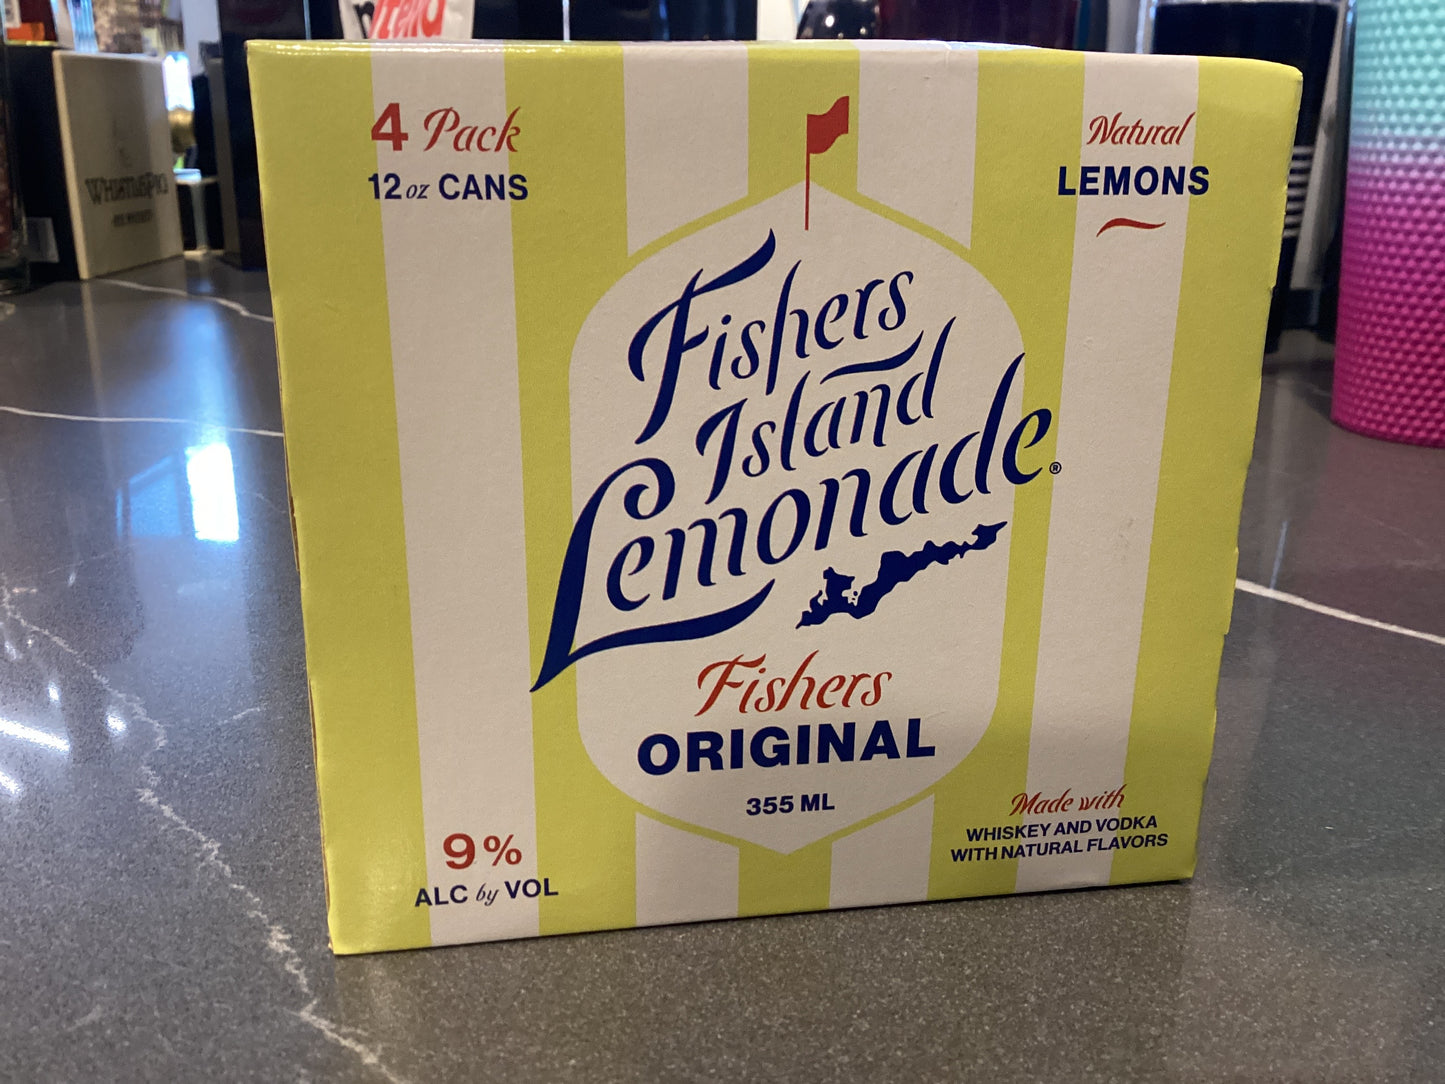 4 Pack
12 oz CANS
Natural
LEMONS
Fishers
Island
Lemonade®
Fishers
ORIGINAL
355 ML
9%
ALC by VOL
Made with
WHISKEY AND VODKA
WITH NATURAL FLAVORS
WHISTLEPIG